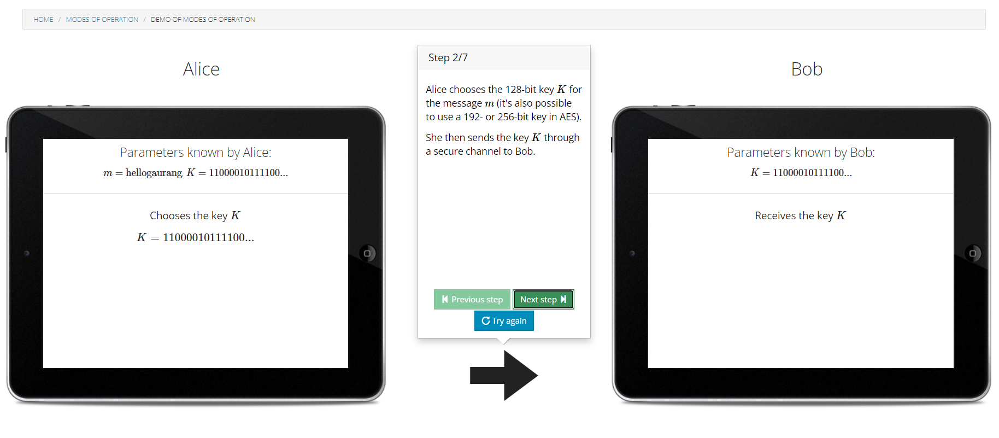 HOME / MODES OF OPERATION / DEMO OF MODES OF OPERATION
Alice
Parameters known by Alice:
m = hellogaurang, K = 11000010111100...
Chooses the key K
K = 11000010111100...
Step 2/7
Alice chooses the 128-bit key K for
the message m (it's also possible
to use a 192- or 256-bit key in AES).
She then sends the key K through
a secure channel to Bob.
Previous step Next step
Try again
Bob
Parameters known by Bob:
K = 11000010111100...
Receives the key K